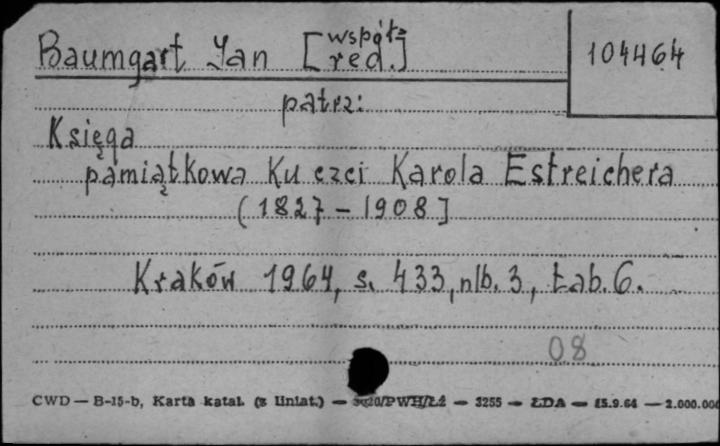 Baumgart Jan [współ-
red.]
104464
patrz:
Księga
pamiątkowa Ku czci Karola Estreichera
(1827-1908]
Kraków 1964, s. 433, nlb. 3, tab. 6.
08
CWD — B-15-b, Karta katal. (z liniat.) — PWH/Łż — 3255 — ŁDA — 15.9.64 — 2.000.000